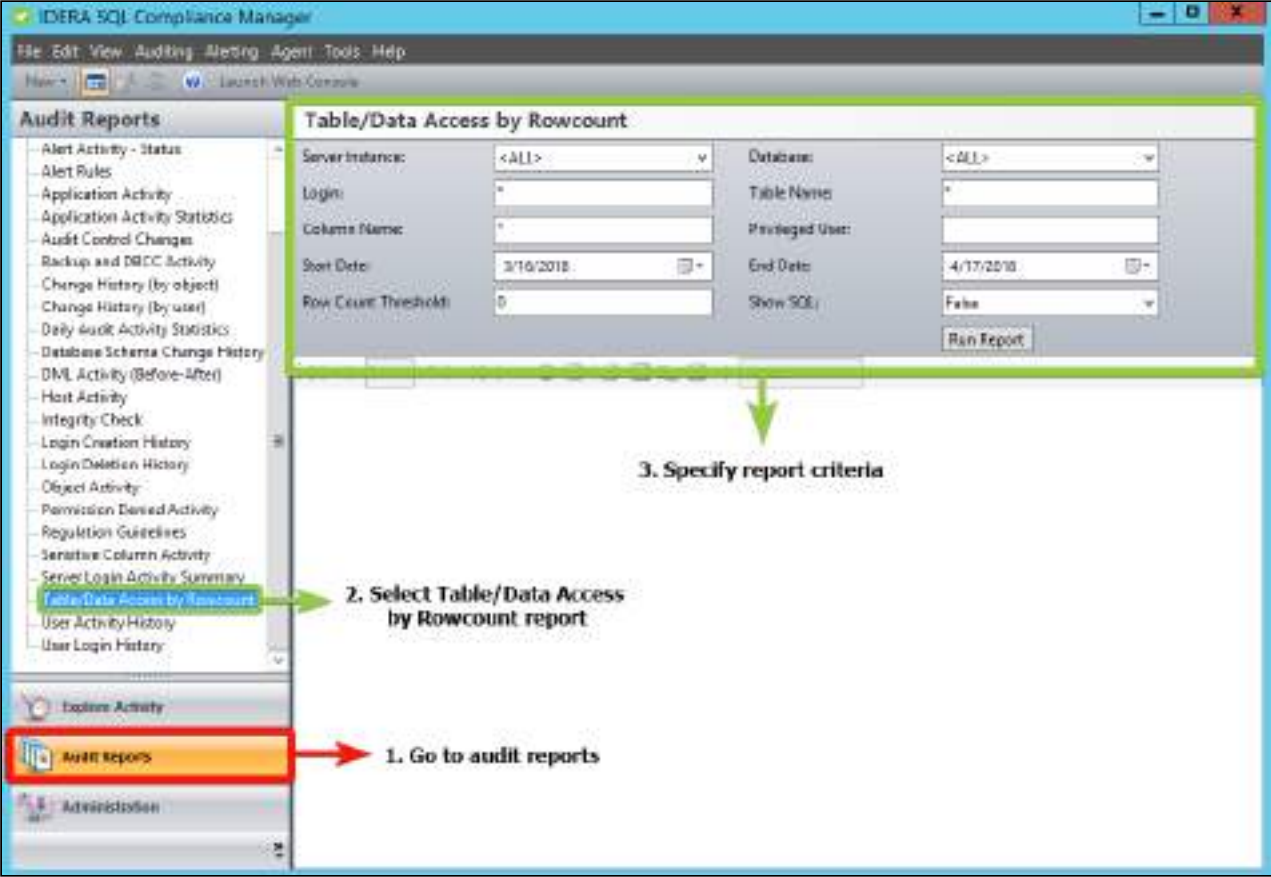 IDERA SQL Compliance Manager
File Edit View Auditing Alerting Agent Tools Help
New Launch Web Console
Audit Reports
Alert Activity - Status
Alert Rules
Application Activity
Application Activity Statistics
Audit Control Changes
Backup and DBCC Activity
Change History (by object)
Change History (by user)
Daily Audit Activity Statistics
Database Schema Change History
DML Activity (Before-After)
Host Activity
Integrity Check
Login Creation History
Login Deletion History
Object Activity
Permission Denied Activity
Regulation Guidelines
Sensitive Column Activity
Server Login Activity Summary
Table/Data Access by Rowcount
User Activity History
User Login History
Explore Activity
Audit Reports
Administration
Table/Data Access by Rowcount
Server Instance: <ALL> Database: <ALL>
Login: * Table Name: *
Column Name: * Privileged User:
Start Date: 3/16/2018 End Date: 4/17/2018
Row Count Threshold: 0 Show SQL: False
Run Report
3. Specify report criteria
2. Select Table/Data Access
by Rowcount report
1. Go to audit reports